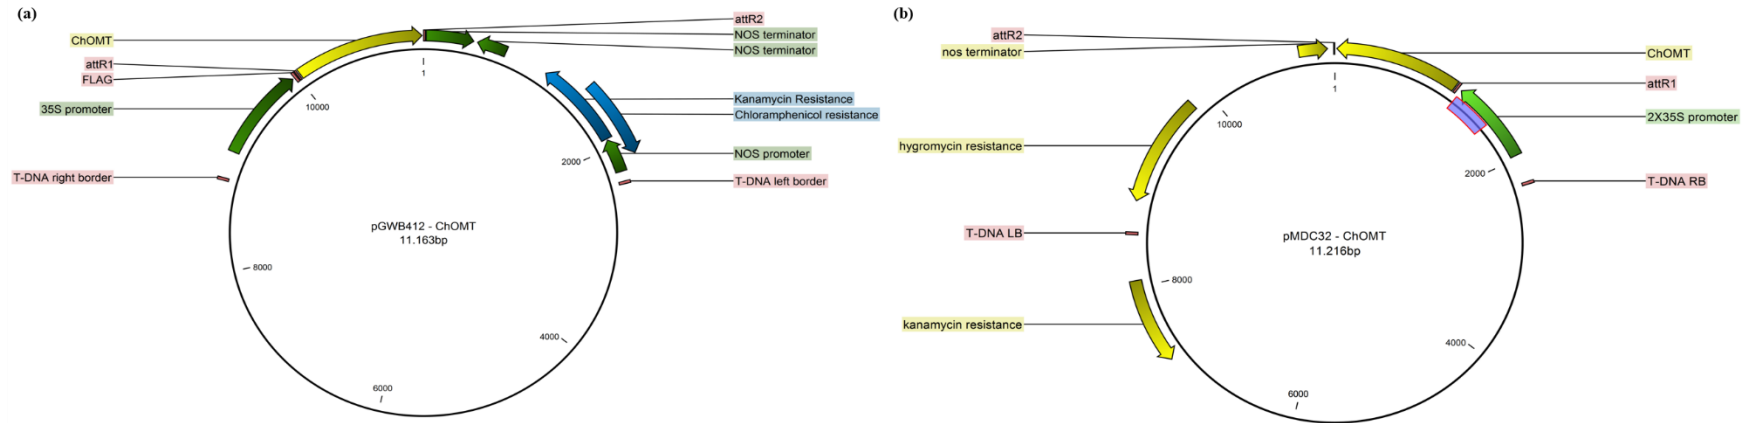 (a)
attR2
NOS terminator
NOS terminator
ChOMT
attR1
FLAG
35S promoter
1
10000
Kanamycin Resistance
Chloramphenicol resistance
NOS promoter
2000
T-DNA left border
T-DNA right border
pGWB412 - ChOMT
11.163bp
8000
4000
6000
(b)
attR2
nos terminator
ChOMT
attR1
2X35S promoter
1
10000
hygromycin resistance
2000
T-DNA RB
T-DNA LB
pMDC32 - ChOMT
11.216bp
8000
kanamycin resistance
4000
6000